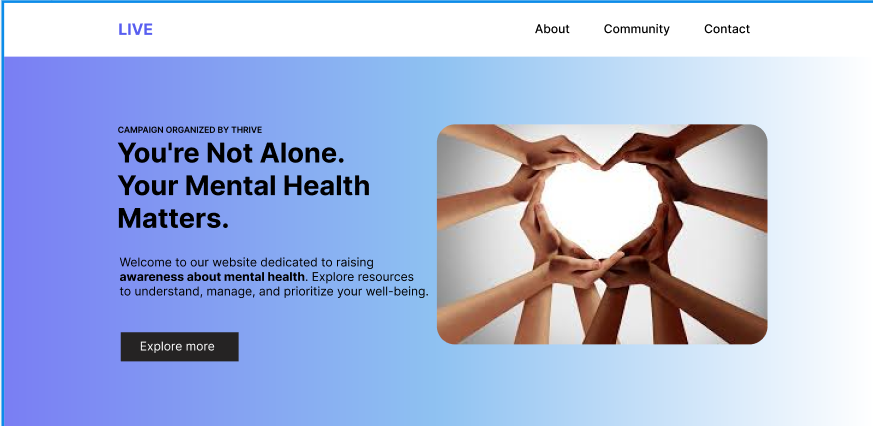 LIVE
About Community Contact
CAMPAIGN ORGANIZED BY THRIVE
You're Not Alone.
Your Mental Health
Matters.
Welcome to our website dedicated to raising
awareness about mental health. Explore resources
to understand, manage, and prioritize your well-being.
Explore more